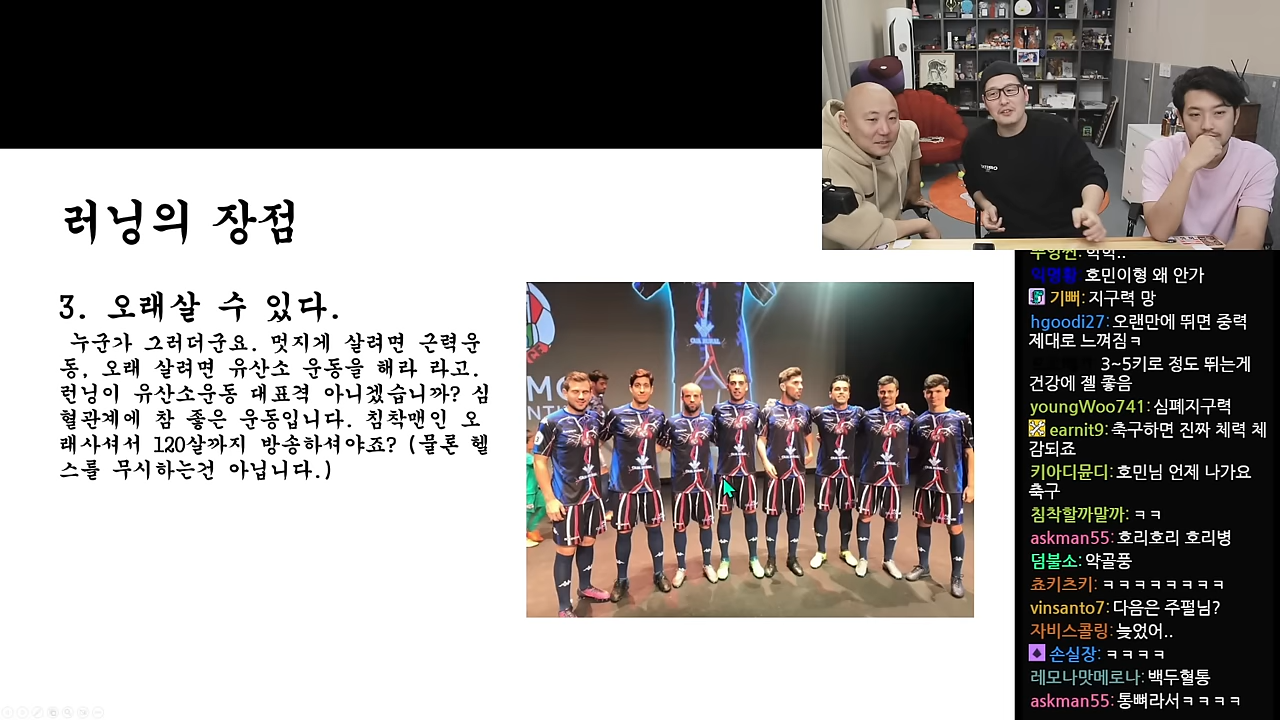 러닝의 장점
3. 오래살 수 있다.
누군가 그러더군요. 멋지게 살려면 근력운
동, 오래 살려면 유산소 운동을 해라 라고.
런닝이 유산소운동 대표격 아니겠습니까? 심
혈관계에 참 좋은 운동입니다. 침착맨인 오
래사셔서 120살까지 방송하셔야죠? (물론 헬
스를 무시하는건 아닙니다.)
호민이형 왜 안가
기뻐: 지구력 망
hgoodi27: 오랜만에 뛰면 중력
제대로 느껴짐ㅋ
3~5키로 정도 뛰는게
건강에 젤 좋음
youngWoo741: 심폐지구력
earnit9: 축구하면 진짜 체력 체
감되죠
키아디문디: 호민님 언제 나가요
축구
침착할까말까: ㅋㅋ
askman55: 호리호리 호리병
덤불소: 약골풍
쵸키츠키: ㅋㅋㅋㅋㅋㅋㅋㅋ
vinsanto7: 다음은 주펄님?
자비스콜링: 늦었어..
손실장: ㅋㅋㅋㅋ
레모나맛메로나: 백두혈통
askman55: 통뼈라서ㅋㅋㅋㅋ